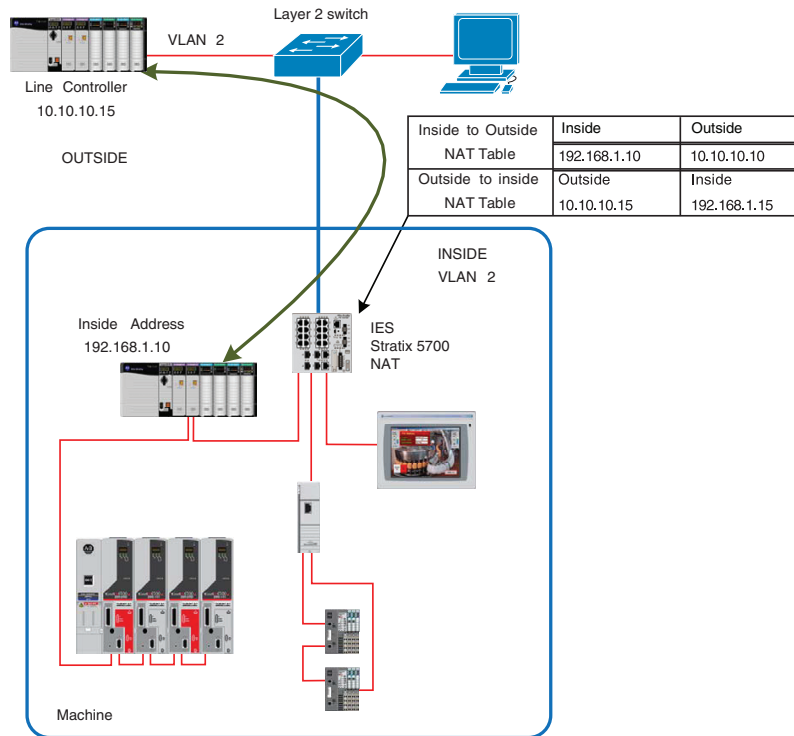 Layer 2 switch
VLAN 2
Line Controller
10.10.10.15
OUTSIDE
Inside to Outside
NAT Table
Inside
Outside
192.168.1.10
10.10.10.10
Outside to inside
NAT Table
Outside
Inside
10.10.10.15
192.168.1.15
INSIDE
VLAN 2
Inside Address
192.168.1.10
IES
Stratix 5700
NAT
Machine